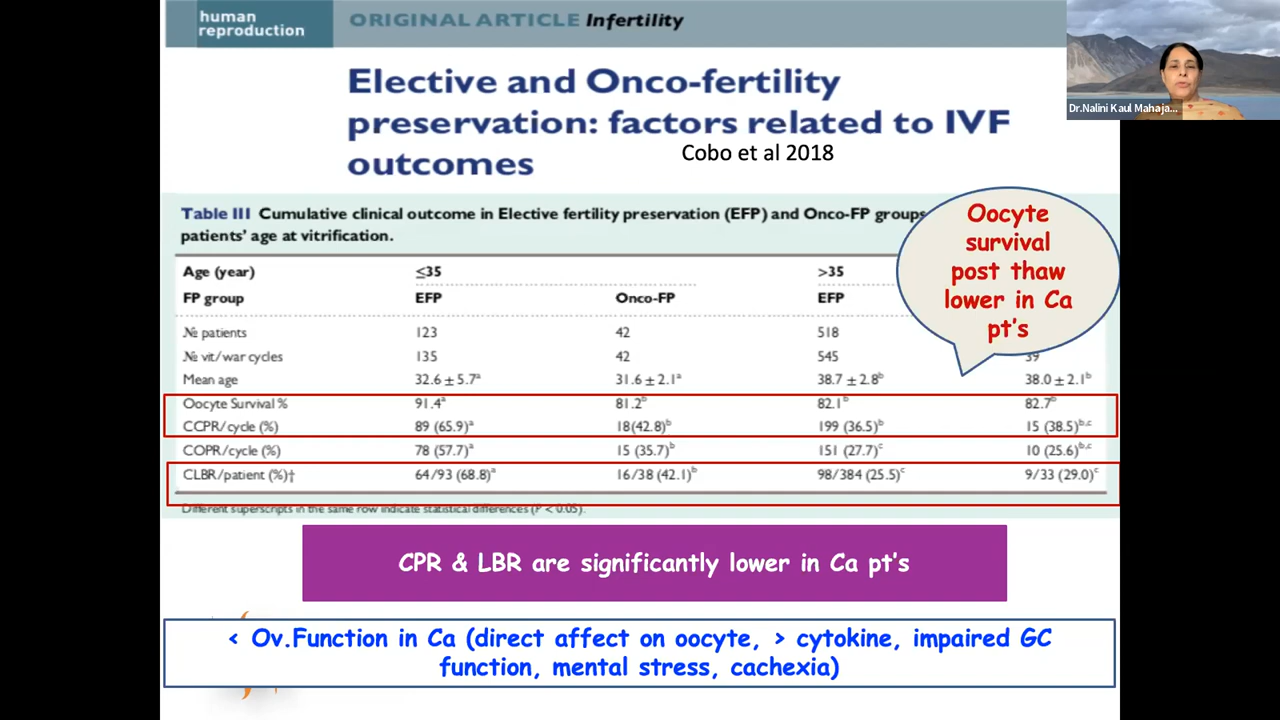 human
reproduction
ORIGINAL ARTICLE Infertility
Dr.Nalini Kaul Mahaja...
Elective and Onco-fertility
preservation: factors related to IVF
outcomes
Cobo et al 2018
Table III Cumulative clinical outcome in Elective fertility preservation (EFP) and Onco-FP groups
patients' age at vitrification.
Oocyte
survival
post thaw
lower in Ca
pt's
Age (year) ≤35 >35
FP group EFP Onco-FP EFP
№ patients 123 42 518
№ vit/war cycles 135 42 545 39
Mean age 32.6 ± 5.7ᵃ 31.6 ± 2.1ᵃ 38.7 ± 2.8ᵇ 38.0 ± 2.1ᵇ
Oocyte Survival % 91.4ᵃ 81.2ᵇ 82.1ᵇ 82.7ᵇ
CCPR/cycle (%) 89 (65.9)ᵃ 18(42.8)ᵇ 199 (36.5)ᵇ 15 (38.5)ᵇ,ᶜ
COPR/cycle (%) 78 (57.7)ᵃ 15 (35.7)ᵇ 151 (27.7)ᶜ 10 (25.6)ᵇ,ᶜ
CLBR/patient (%)† 64/93 (68.8)ᵃ 16/38 (42.1)ᵇ 98/384 (25.5)ᶜ 9/33 (29.0)ᶜ
Different superscripts in the same row indicate statistical differences (P < 0.05).
CPR & LBR are significantly lower in Ca pt's
< Ov.Function in Ca (direct affect on oocyte, > cytokine, impaired GC
function, mental stress, cachexia)